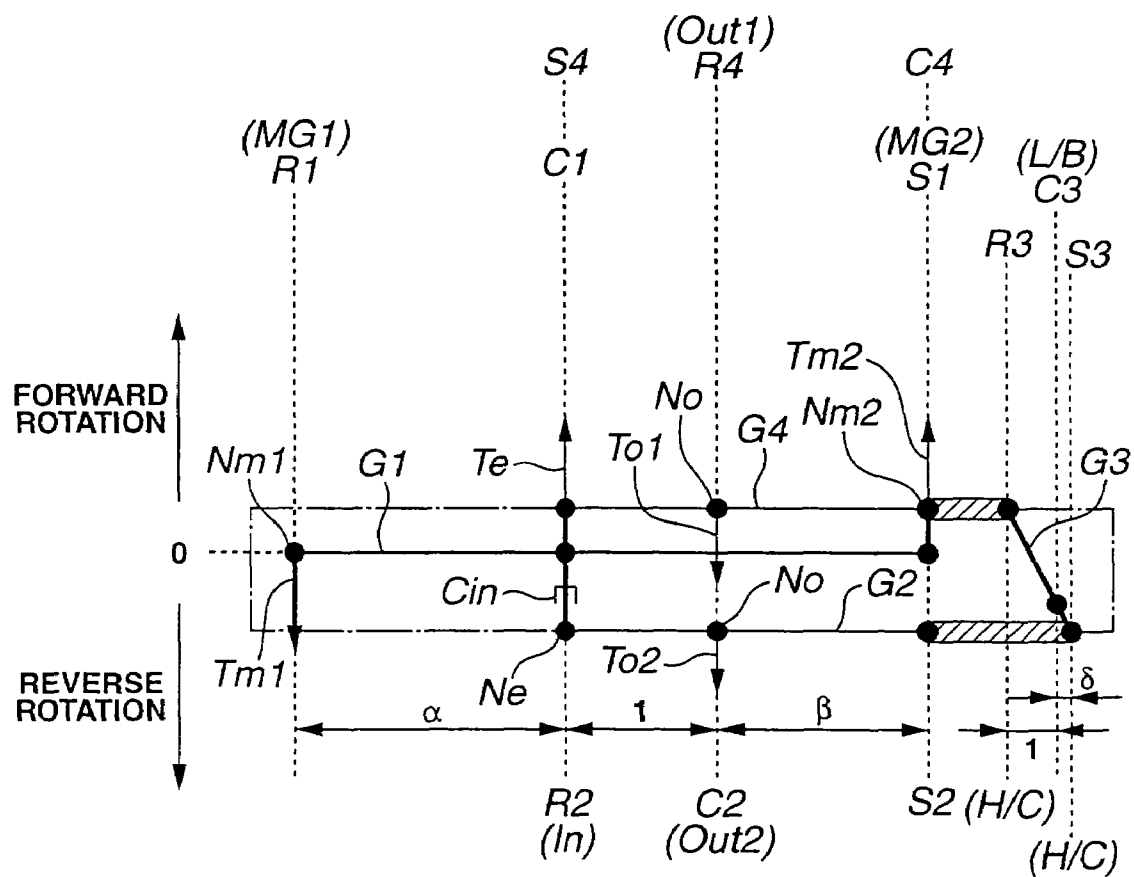 (Out1)
S4 R4 C4
(MG1) (MG2) (L/B)
R1 C1 S1 C3
R3 S3
FORWARD
ROTATION
Tm2
No Nm2
Nm1 G1 Te To1 G4 G3
0
Cin No G2
Tm1 Ne To2
REVERSE
ROTATION
δ
α 1 β 1
R2 C2 S2 (H/C)
(In) (Out2) (H/C)